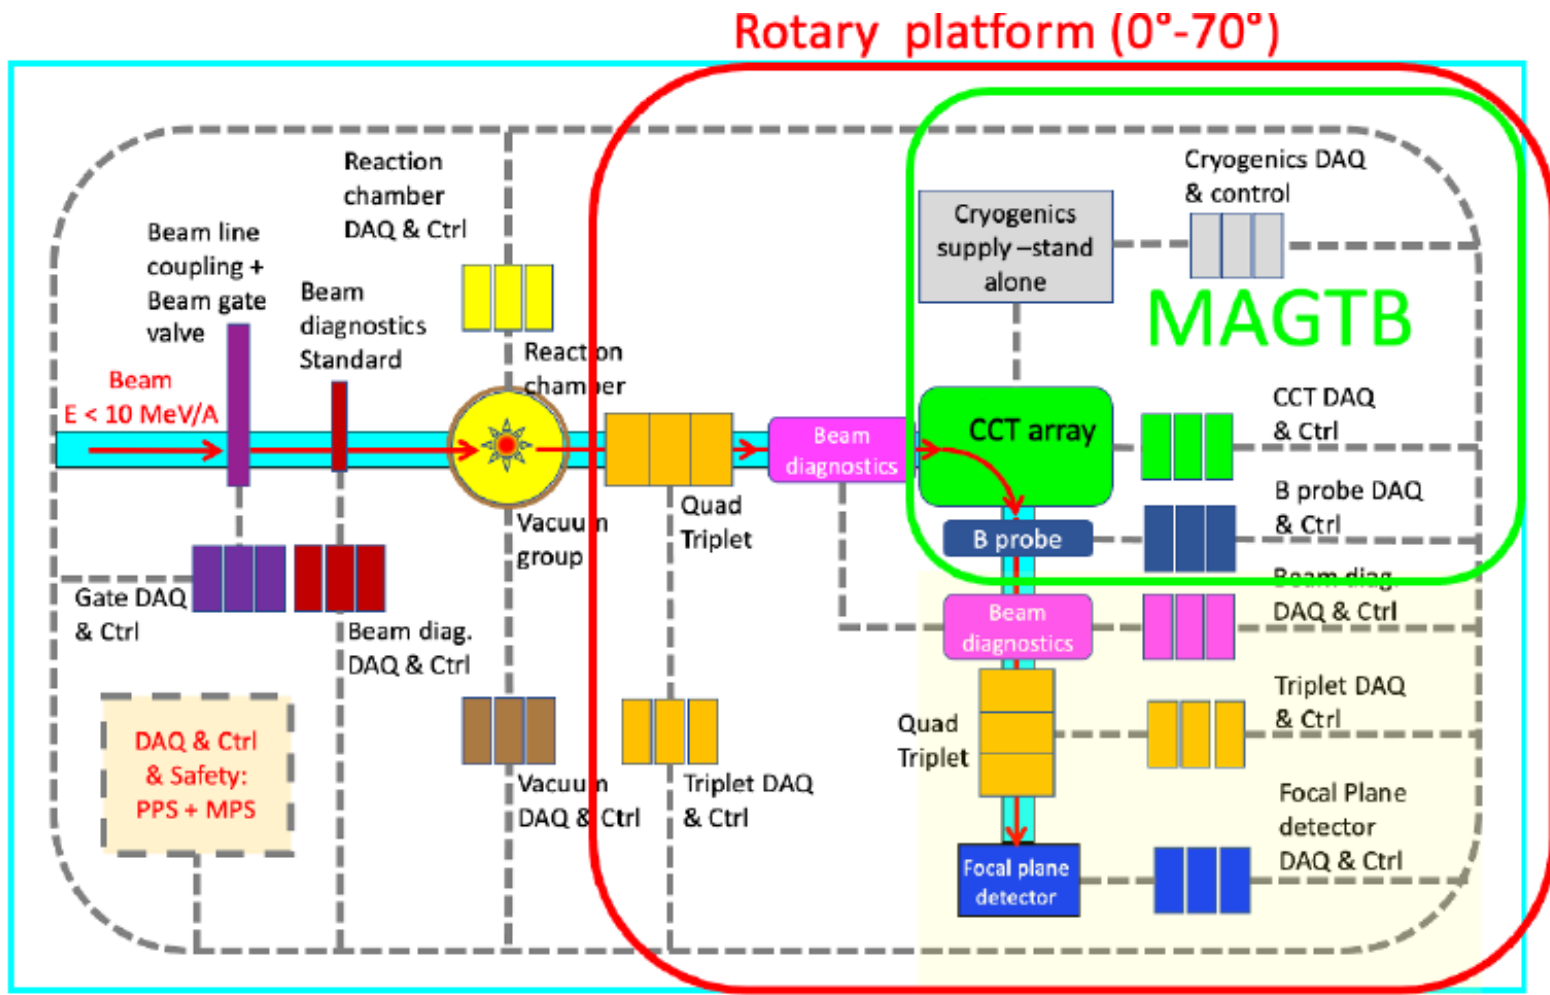 Rotary platform (0°-70°)
Reaction
chamber
DAQ & Ctrl
Cryogenics DAQ
& control
Cryogenics
supply –stand
alone
Beam line
coupling +
Beam gate
valve
Beam
diagnostics
Standard
MAGTB
Reaction
chamber
Beam
E < 10 MeV/A
CCT DAQ
& Ctrl
CCT array
Beam
diagnostics
Quad
Triplet
Vacuum
group
B probe DAQ
& Ctrl
B probe
Gate DAQ
& Ctrl
Beam diag.
DAQ & Ctrl
Beam diag.
DAQ & Ctrl
Beam
diagnostics
Triplet DAQ
& Ctrl
Quad
Triplet
DAQ & Ctrl
& Safety:
PPS + MPS
Vacuum
DAQ & Ctrl
Triplet DAQ
& Ctrl
Focal Plane
detector
DAQ & Ctrl
Focal plane
detector